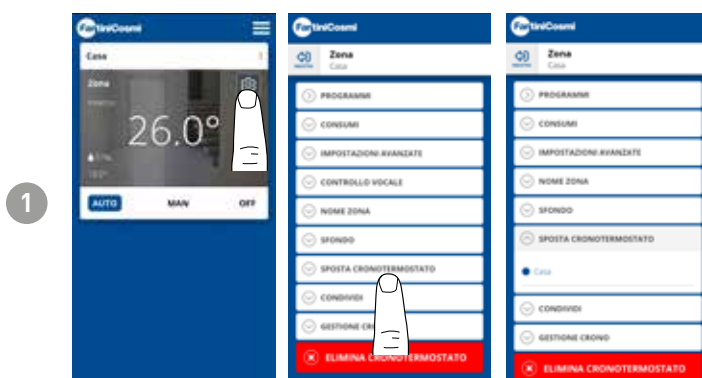 1
FantiniCosmi
Casa
Zona
26.0°
AUTO MAN OFF
FantiniCosmi
Zona
Casa
PROGRAMMI
CONSUMI
IMPOSTAZIONI AVANZATE
CONTROLLO VOCALE
NOME ZONA
SFONDO
SPOSTA CRONOTERMOSTATO
CONDIVIDI
GESTIONE
ELIMINA CRONOTERMOSTATO
FantiniCosmi
Zona
Casa
PROGRAMMI
CONSUMI
IMPOSTAZIONI AVANZATE
NOME ZONA
SFONDO
SPOSTA CRONOTERMOSTATO
Casa
CONDIVIDI
GESTIONE CRONO
ELIMINA CRONOTERMOSTATO